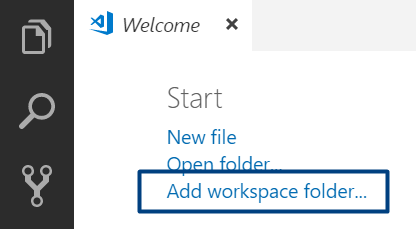 Welcome
Start
New file
Open folder...
Add workspace folder...